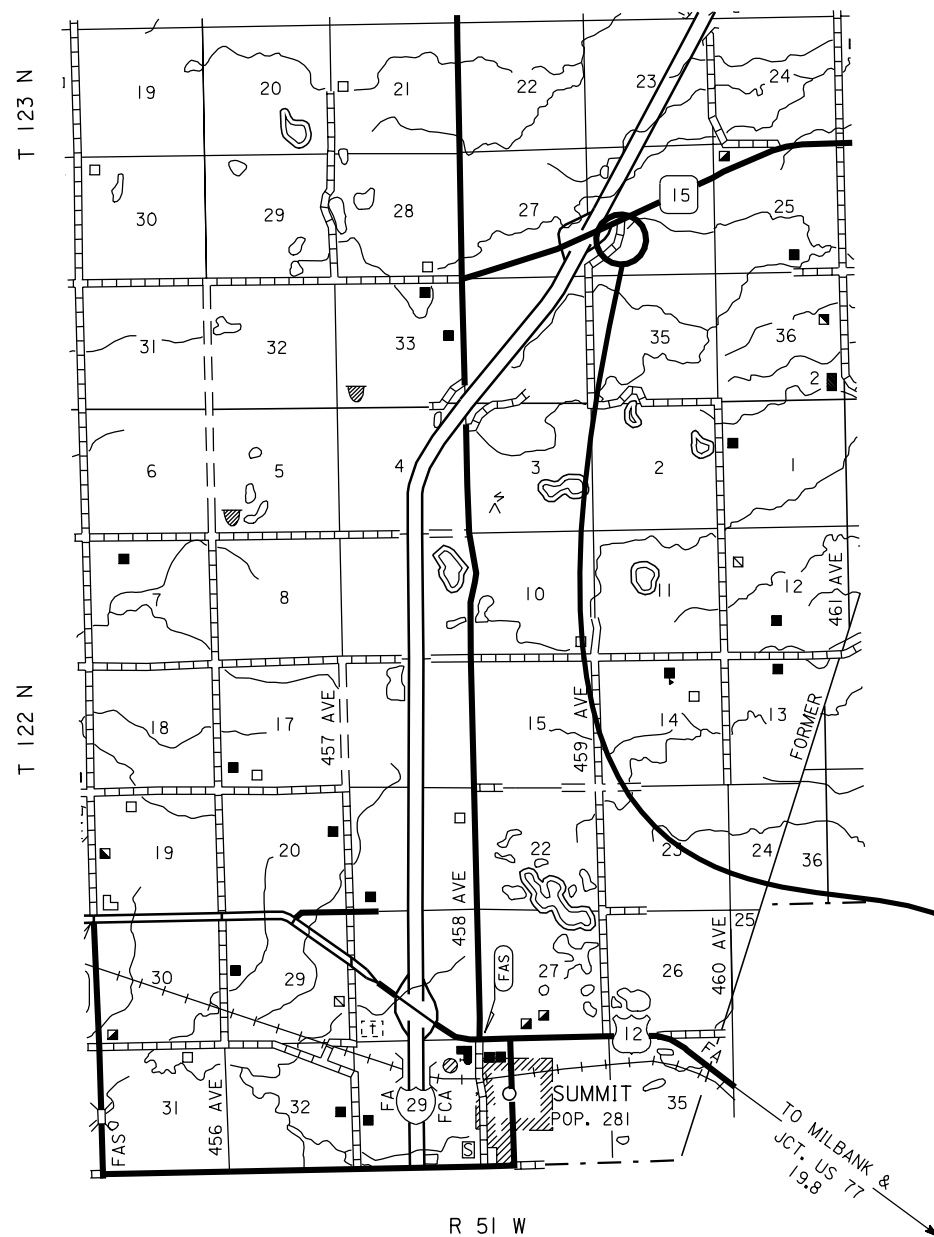 T 123 N
19
20
21
22
23
24
15
30
29
28
27
25
31
32
33
35
36
2
6
5
4
3
2
1
7
8
10
11
12
461 AVE
T 122 N
18
17
457 AVE
15
459 AVE
14
13
FORMER
19
20
22
23
24
36
458 AVE
25
30
29
FAS
27
26
460 AVE
12
FA
31
456 AVE
32
FA
29
FCA
SUMMIT
POP. 281
35
FAS
S
TO MILBANK &
JCT. US 77
19.8
R 51 W